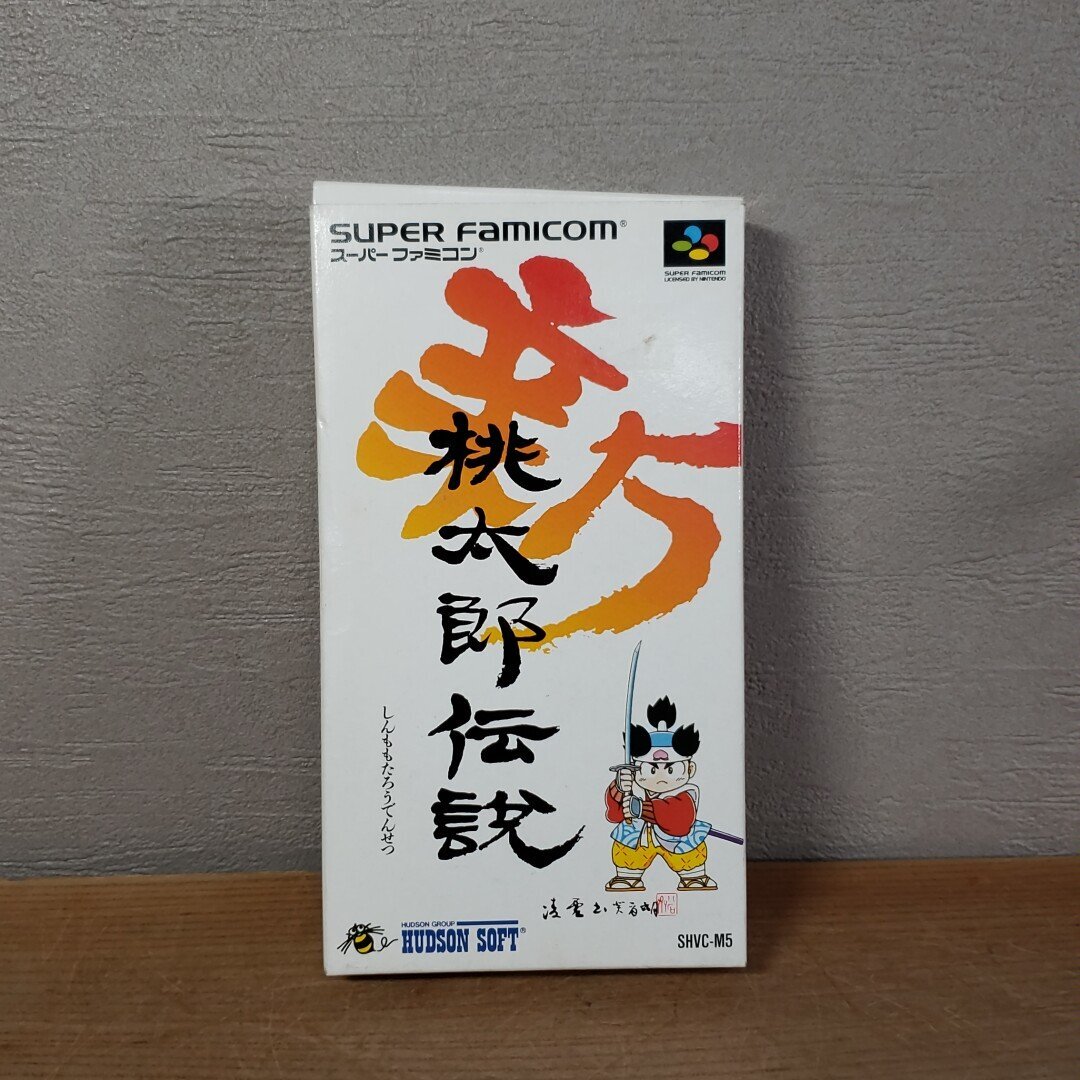 SUPER FAMICOM®
スーパーファミコン®
SUPER FAMICOM
LICENSED BY NINTENDO
新
桃太郎伝説
しんももたろうでんせつ
HUDSON GROUP
HUDSON SOFT®
SHVC-M5